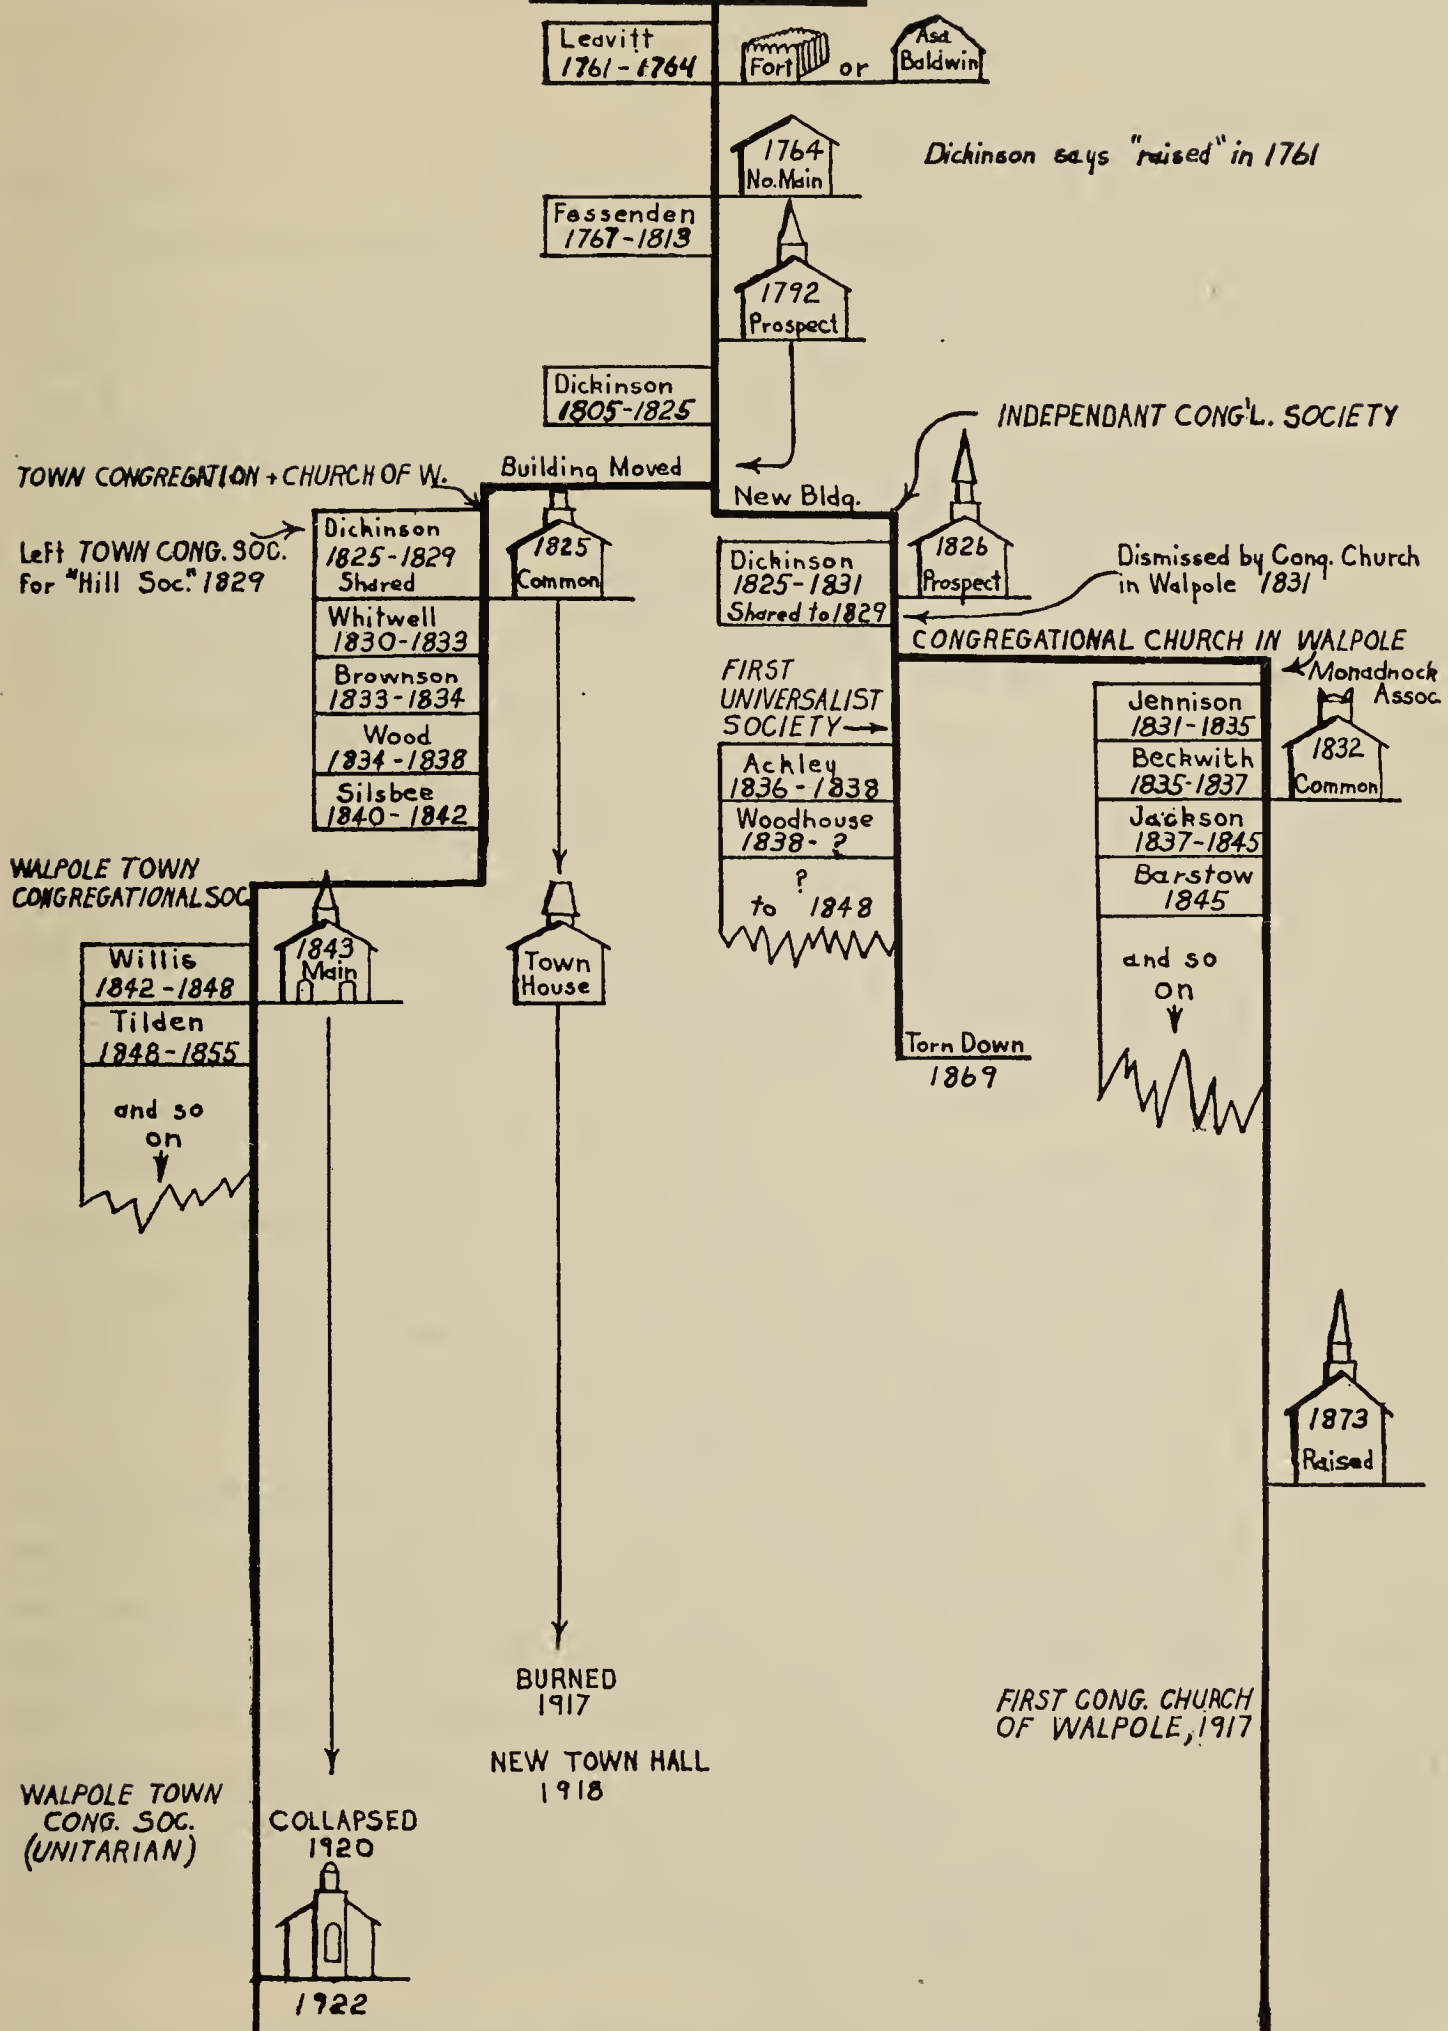 Leavitt
1761-1764
Fort
or
Asa
Baldwin
1764
No. Main
Dickinson says "raised" in 1761
Fessenden
1767-1813
1792
Prospect
Dickinson
1805-1825
INDEPENDANT CONG'L. SOCIETY
Building Moved
New Bldg.
TOWN CONGREGATION + CHURCH OF W.
Left TOWN CONG. SOC.
for "Hill Soc." 1829
Dickinson
1825-1829
Shared
1825
Common
Whitwell
1830-1833
Brownson
1833-1834
Wood
1834-1838
Silsbee
1840-1842
Dickinson
1825-1831
Shared to 1829
1826
Prospect
Dismissed by Cong. Church
in Walpole 1831
CONGREGATIONAL CHURCH IN WALPOLE
Monadnock
Assoc.
FIRST
UNIVERSALIST
SOCIETY
Ackley
1836-1838
Woodhouse
1838-?
?
to 1848
Torn Down
1869
Jennison
1831-1835
Beckwith
1835-1837
Jackson
1837-1845
Barstow
1845
and so
on
1832
Common
WALPOLE TOWN
CONGREGATIONAL SOC.
Willis
1842-1848
Tilden
1848-1855
and so
on
1843
Main
Town
House
1873
Raised
BURNED
1917
NEW TOWN HALL
1918
FIRST CONG. CHURCH
OF WALPOLE, 1917
WALPOLE TOWN
CONG. SOC.
(UNITARIAN)
COLLAPSED
1920
1922